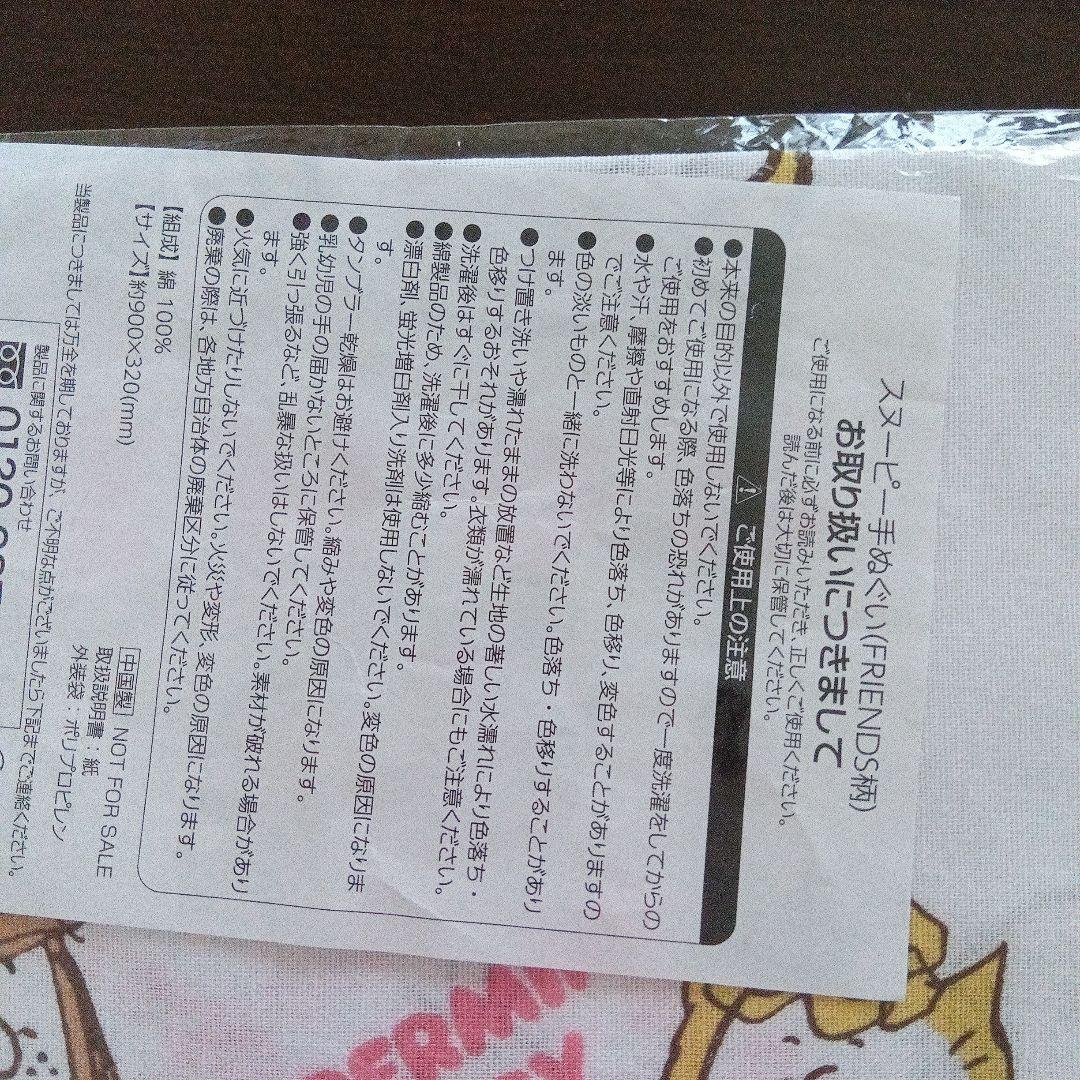 スヌーピー手ぬぐい(FRIENDS柄)
お取り扱いにつきまして
ご使用になる前に必ずお読みいただき、正しくご使用ください。
読んだ後は大切に保管してください。
ご使用上の注意
●本来の目的以外で使用しないでください。
●初めてご使用になる際、色落ちの恐れがありますので一度洗濯をしてからの
ご使用をおすすめします。
●水や汗、摩擦や直射日光等により色落ち、色移り、変色することがありますの
でご注意ください。
●色の淡いものと一緒に洗わないでください。色落ち・色移りすることがあり
ます。
●つけ置き洗いや濡れたままの放置など生地の著しい水濡れにより色落ち・
色移りするおそれがあります。衣類が濡れている場合にもご注意ください。
●洗濯後はすぐに干してください。
●綿製品のため、洗濯後に多少縮むことがあります。
●漂白剤、蛍光増白剤入り洗剤は使用しないでください。変色の原因になりま
す。
●タンブラー乾燥はお避けください。縮みや変色の原因になります。
●乳幼児の手の届かないところに保管してください。
●強く引っ張るなど、乱暴な扱いはしないでください。素材が破れる場合があり
ます。
●火気に近づけたりしないでください。火災や変形、変色の原因になります。
●廃棄の際は、各地方自治体の廃棄区分に従ってください。
【組成】綿 100%
【サイズ】約900×320(mm)
中国製 NOT FOR SALE
取扱説明書：紙
外装袋：ポリプロピレン
当製品につきましては万全を期しておりますが、ご不明な点がございましたら下記までご連絡ください。
製品に関するお問い合わせ
0120